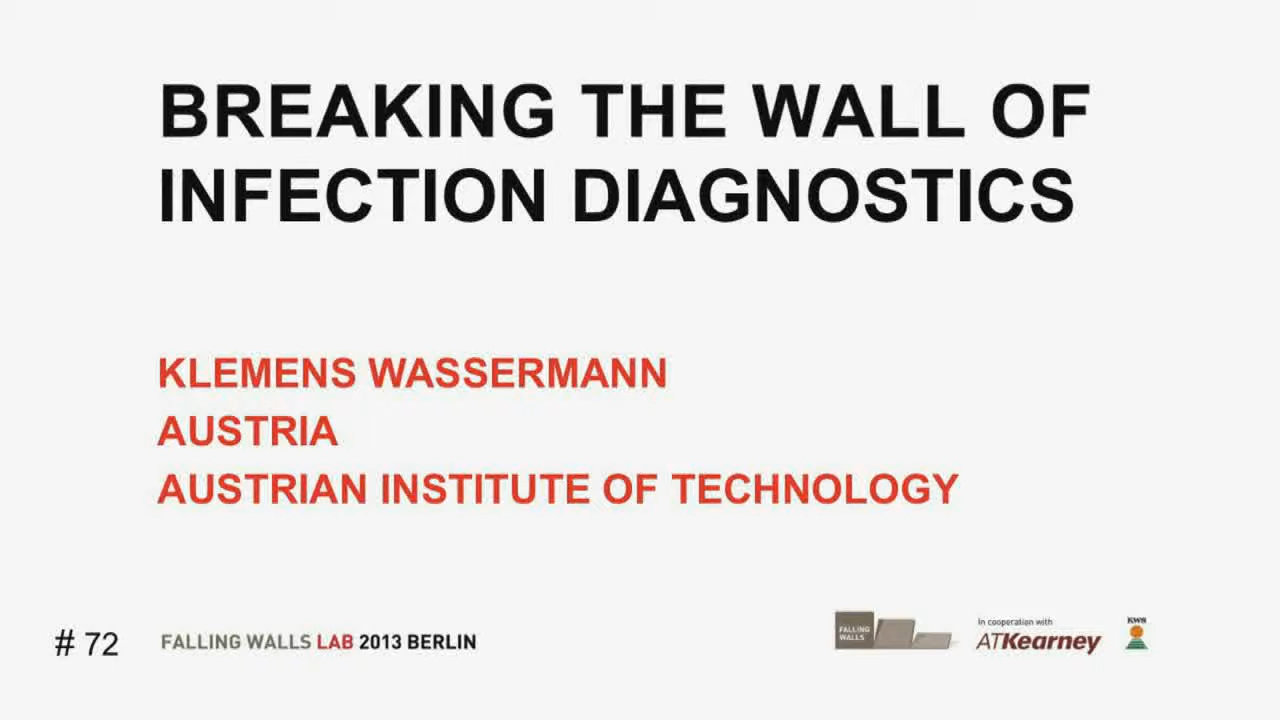 BREAKING THE WALL OF
INFECTION DIAGNOSTICS
KLEMENS WASSERMANN
AUSTRIA
AUSTRIAN INSTITUTE OF TECHNOLOGY
# 72
FALLING WALLS LAB 2013 BERLIN
FALLING
WALLS
In cooperation with
ATKearney
KWS